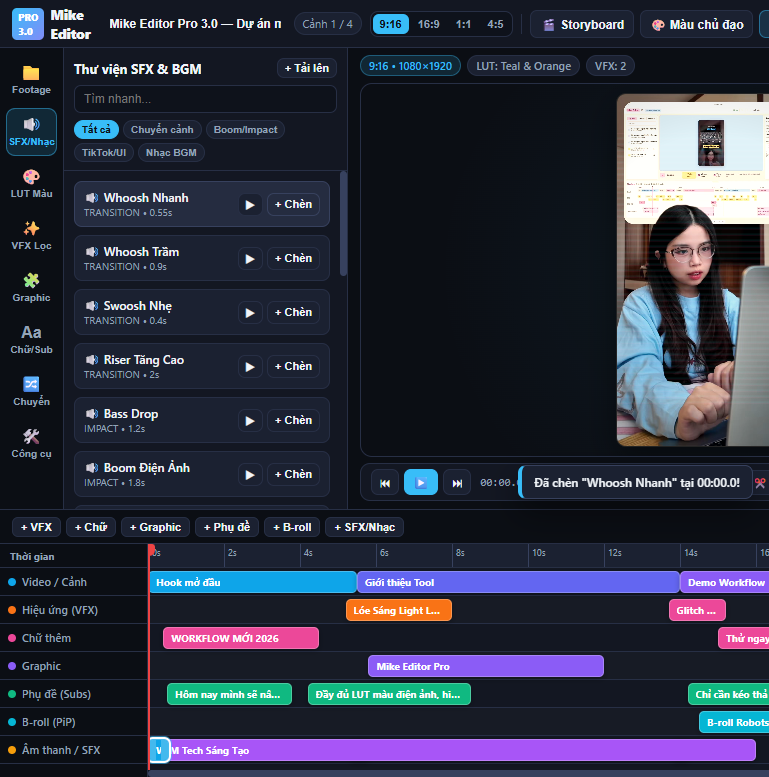 PRO 3.0
Mike Editor
Mike Editor Pro 3.0 — Dự án n
Cảnh 1 / 4
9:16
16:9
1:1
4:5
Storyboard
Màu chủ đạo
Footage
SFX/Nhạc
LUT Màu
VFX Lọc
Graphic
Aa
Chữ/Sub
Chuyển
Công cụ
Thư viện SFX & BGM
+ Tải lên
Tìm nhanh...
Tất cả
Chuyển cảnh
Boom/Impact
TikTok/UI
Nhạc BGM
Whoosh Nhanh
TRANSITION • 0.55s
+ Chèn
Whoosh Trầm
TRANSITION • 0.9s
+ Chèn
Swoosh Nhẹ
TRANSITION • 0.4s
+ Chèn
Riser Tăng Cao
TRANSITION • 2s
+ Chèn
Bass Drop
IMPACT • 1.2s
+ Chèn
Boom Điện Ảnh
IMPACT • 1.8s
+ Chèn
9:16 • 1080×1920
LUT: Teal & Orange
VFX: 2
00:00.
Đã chèn "Whoosh Nhanh" tại 00:00.0!
+ VFX
+ Chữ
+ Graphic
+ Phụ đề
+ B-roll
+ SFX/Nhạc
Thời gian
0s
2s
4s
6s
8s
10s
12s
14s
16
Video / Cảnh
Hook mở đầu
Giới thiệu Tool
Demo Workflow
Hiệu ứng (VFX)
Lóe Sáng Light L...
Glitch ...
Chữ thêm
WORKFLOW MỚI 2026
Thử ngay
Graphic
Mike Editor Pro
Phụ đề (Subs)
Hôm nay mình sẽ nâ...
Đầy đủ LUT màu điện ảnh, hi...
Chỉ cần kéo thả
B-roll (PiP)
B-roll Robots
Âm thanh / SFX
W
M Tech Sáng Tạo